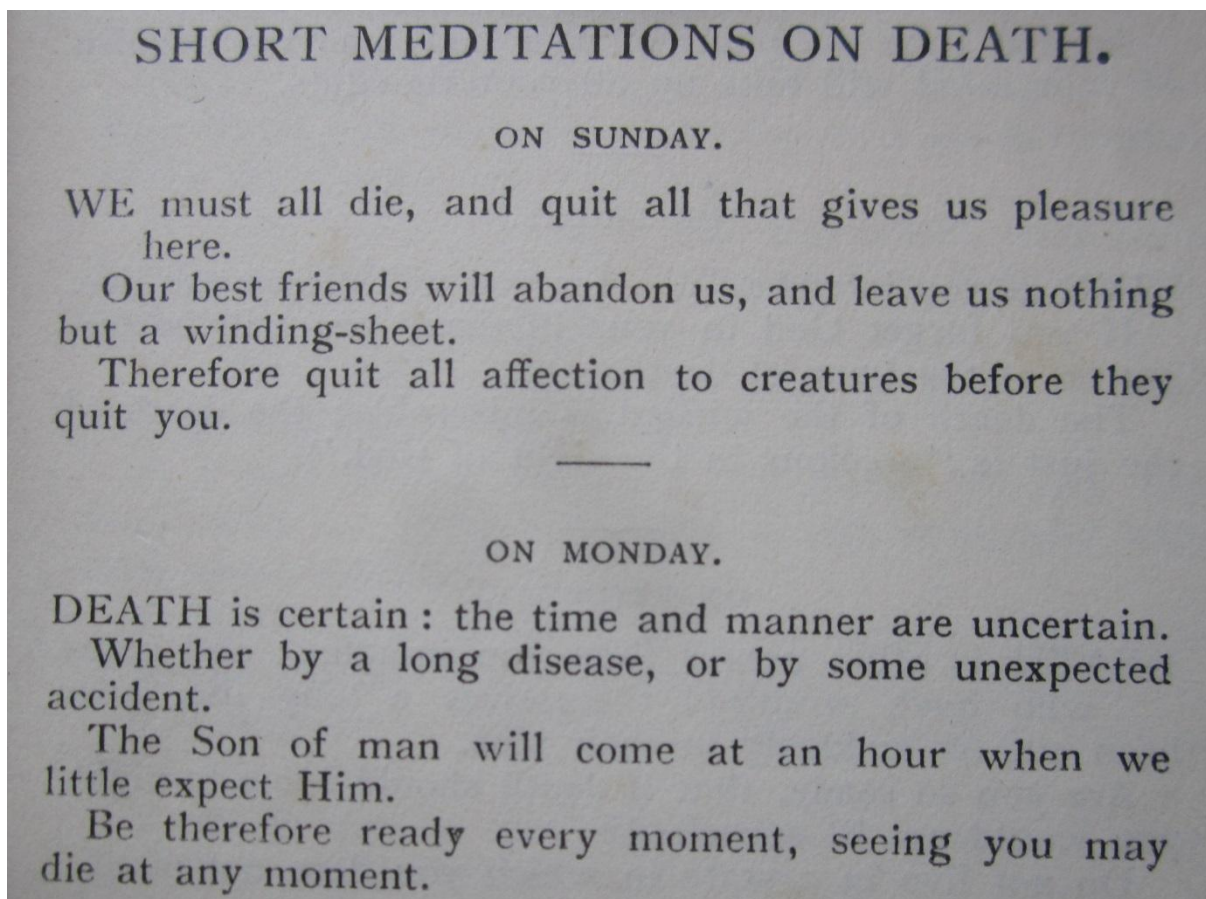 SHORT MEDITATIONS ON DEATH.
ON SUNDAY.
WE must all die, and quit all that gives us pleasure
here.
Our best friends will abandon us, and leave us nothing
but a winding-sheet.
Therefore quit all affection to creatures before they
quit you.
ON MONDAY.
DEATH is certain : the time and manner are uncertain.
Whether by a long disease, or by some unexpected
accident.
The Son of man will come at an hour when we
little expect Him.
Be therefore ready every moment, seeing you may
die at any moment.